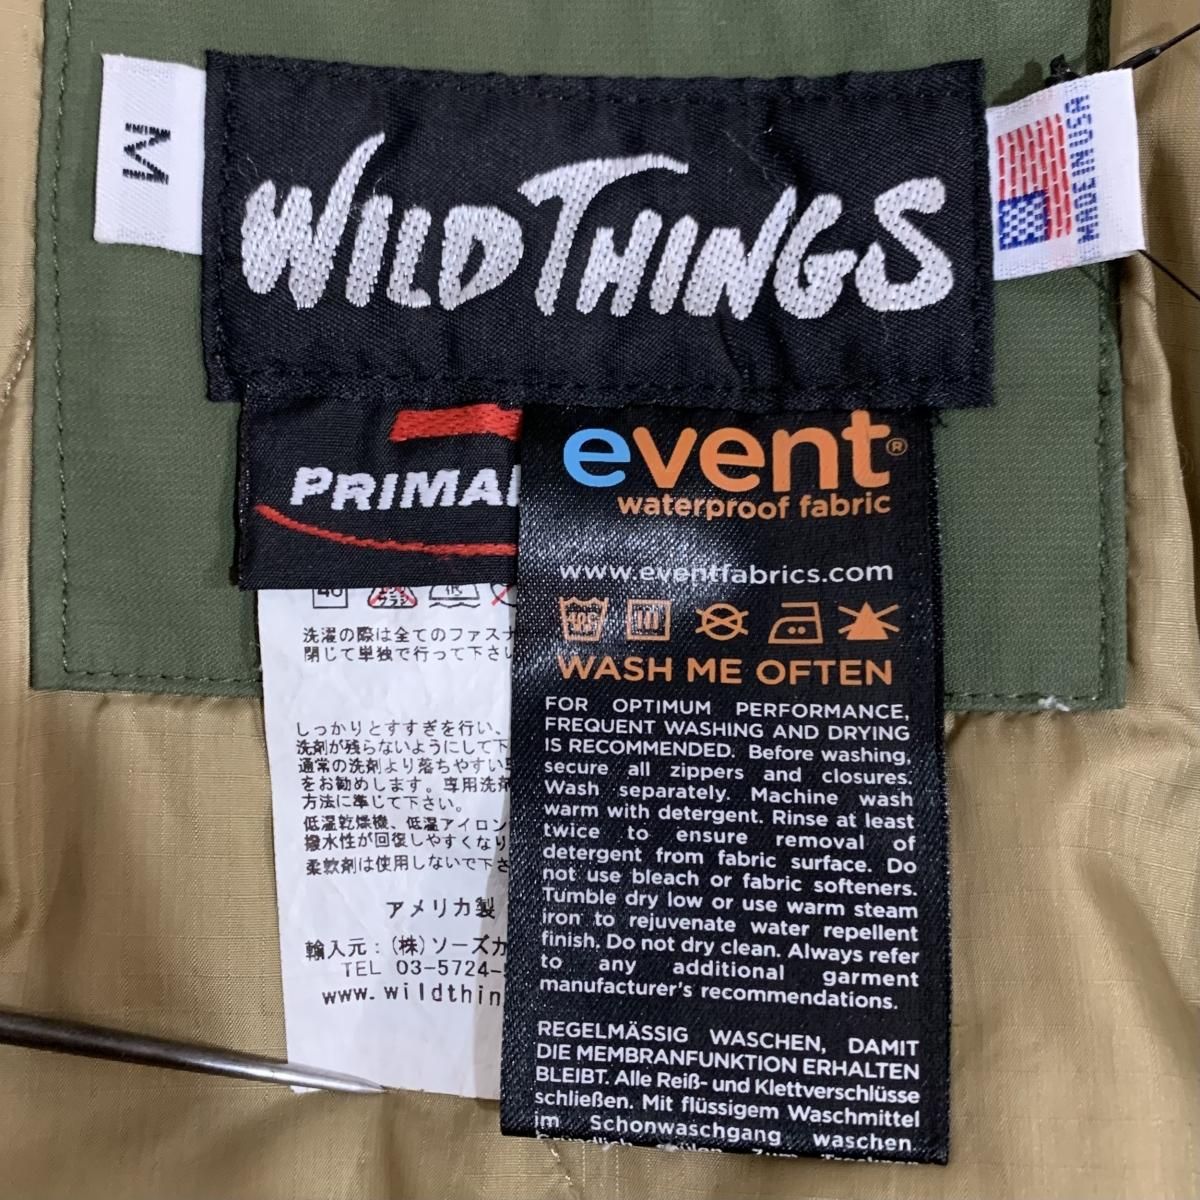 M
WILD THINGS
MADE IN USA
PRIMAL
event®
waterproof fabric
www.eventfabrics.com
WASH ME OFTEN
FOR OPTIMUM PERFORMANCE,
FREQUENT WASHING AND DRYING
IS RECOMMENDED. Before washing,
secure all zippers and closures.
Wash separately. Machine wash
warm with detergent. Rinse at least
twice to ensure removal of
detergent from fabric surface. Do
not use bleach or fabric softeners.
Tumble dry low or use warm steam
iron to rejuvenate water repellent
finish. Do not dry clean. Always refer
to any additional garment
manufacturer's recommendations.
REGELMÄSSIG WASCHEN, DAMIT
DIE MEMBRANFUNKTION ERHALTEN
BLEIBT. Alle Reiß- und Klettverschlüsse
schließen. Mit flüssigem Waschmittel
im Schonwaschgang waschen.
40
洗濯の際は全てのファスナ
閉じて単独で行って下さい
しっかりとすすぎを行い、
洗剤が残らないようにして下
通常の洗剤より落ちやすい
をお勧めします。専用洗剤
方法に準じて下さい。
低温乾燥機、低温アイロン
撥水性が回復しやすくなり
柔軟剤は使用しないで下さ
アメリカ製
輸入元：(株)ソーズカ
TEL 03-5724-
www.wildthin